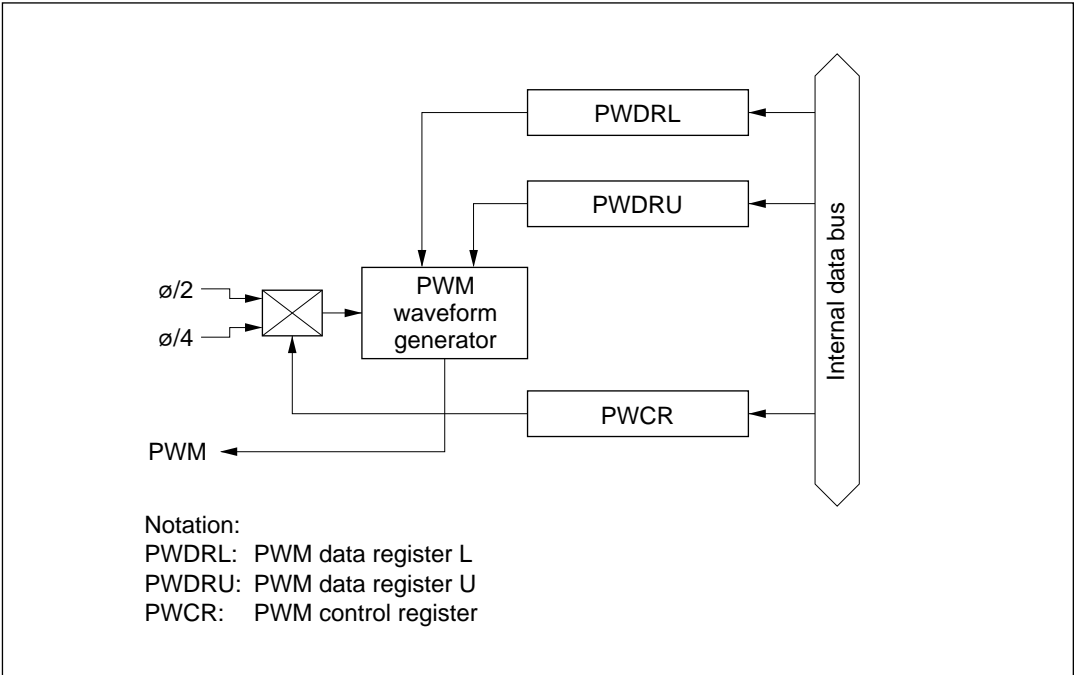 PWDRL
PWDRU
Internal data bus
ø/2
ø/4
PWM
waveform
generator
PWCR
PWM
Notation:
PWDRL: PWM data register L
PWDRU: PWM data register U
PWCR: PWM control register